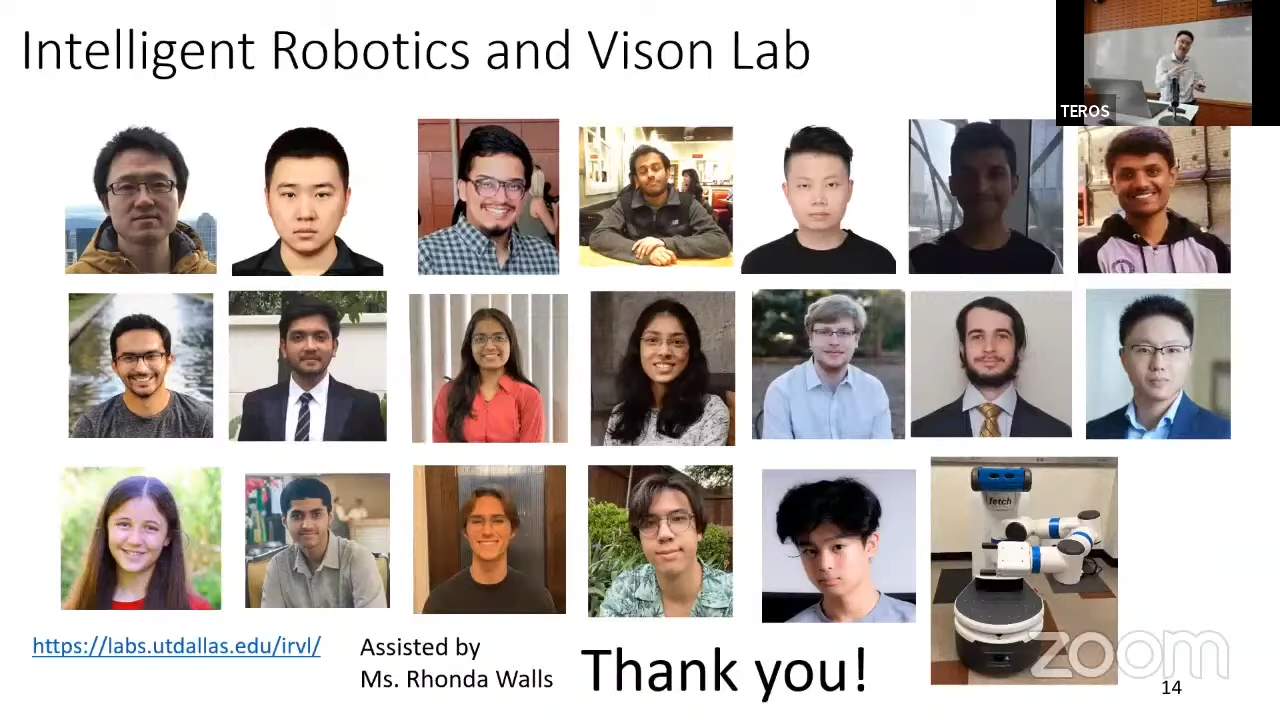 Intelligent Robotics and Vison Lab
TEROS
fetch
https://labs.utdallas.edu/irvl/
Assisted by
Ms. Rhonda Walls
Thank you!
zoom
14